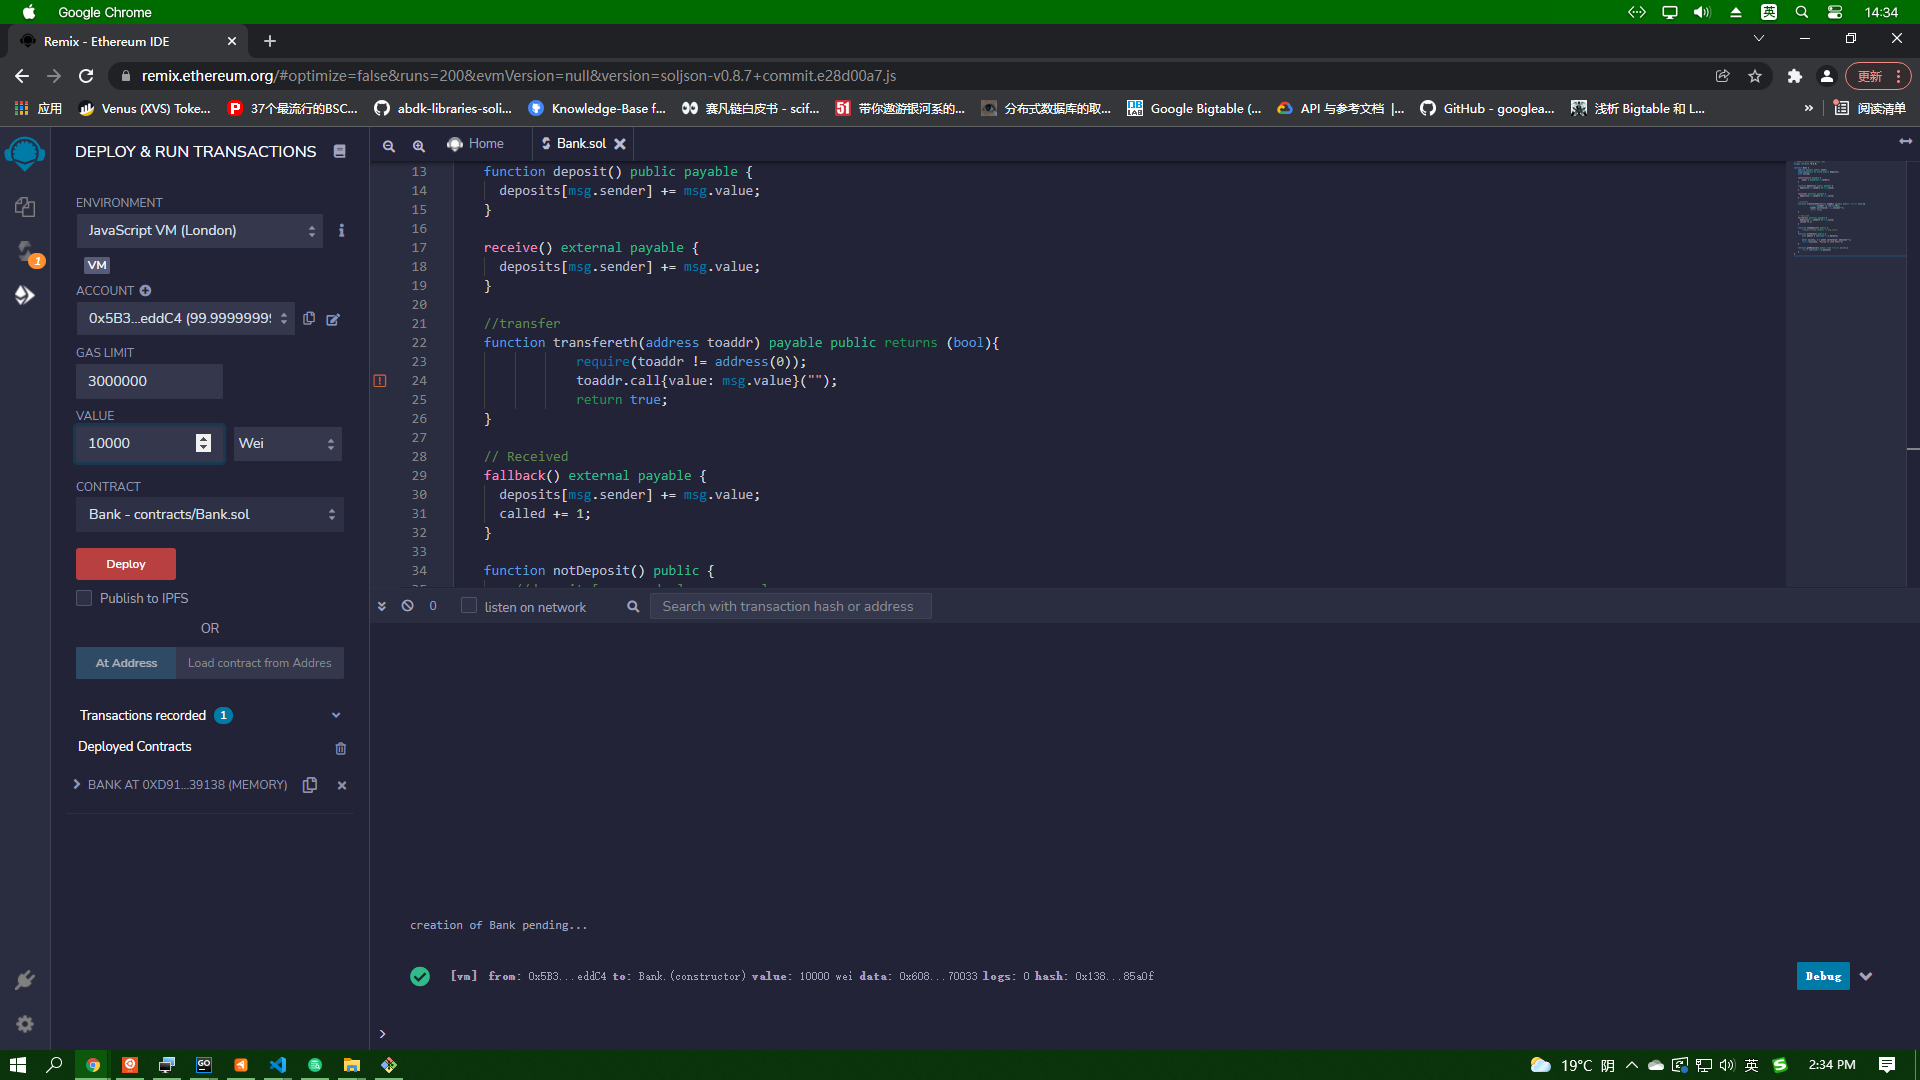 Google Chrome
英
14:34
Remix - Ethereum IDE
remix.ethereum.org/#optimize=false&runs=200&evmVersion=null&version=soljson-v0.8.7+commit.e28d00a7.js
更新
应用
Venus (XVS) Toke...
37个最流行的BSC...
abdk-libraries-soli...
Knowledge-Base f...
赛凡链白皮书 - scif...
51 带你遨游银河系的...
分布式数据库的取...
Google Bigtable (...
API 与参考文档 |...
GitHub - googlea...
浅析 Bigtable 和 L...
»
阅读清单
DEPLOY & RUN TRANSACTIONS
ENVIRONMENT
JavaScript VM (London)
VM
1
ACCOUNT
0x5B3...eddC4 (99.9999999
GAS LIMIT
3000000
VALUE
10000
Wei
CONTRACT
Bank - contracts/Bank.sol
Deploy
Publish to IPFS
OR
At Address
Load contract from Addres
Transactions recorded 1
Deployed Contracts
BANK AT 0XD91...39138 (MEMORY)
Home
Bank.sol
13 function deposit() public payable {
14 deposits[msg.sender] += msg.value;
15 }
16
17 receive() external payable {
18 deposits[msg.sender] += msg.value;
19 }
20
21 //transfer
22 function transfereth(address toaddr) payable public returns (bool){
23 require(toaddr != address(0));
24 toaddr.call{value: msg.value}("");
25 return true;
26 }
27
28 // Received
29 fallback() external payable {
30 deposits[msg.sender] += msg.value;
31 called += 1;
32 }
33
34 function notDeposit() public {
0
listen on network
Search with transaction hash or address
creation of Bank pending...
[vm] from: 0x5B3...eddC4 to: Bank.(constructor) value: 10000 wei data: 0x608...70033 logs: 0 hash: 0x138...85a0f
Debug
>
GO
19°C 阴
英
2:34 PM